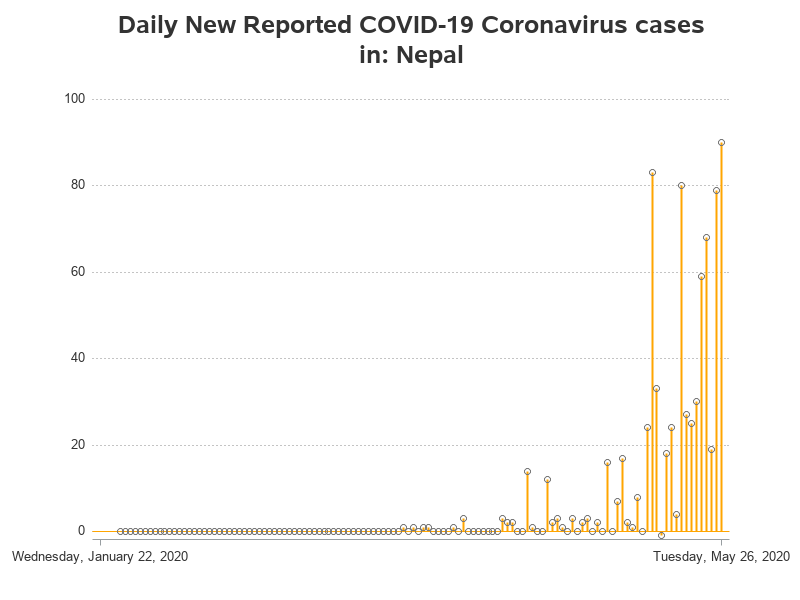 Daily New Reported COVID-19 Coronavirus cases
in: Nepal
100
80
60
40
20
0
Wednesday, January 22, 2020
Tuesday, May 26, 2020